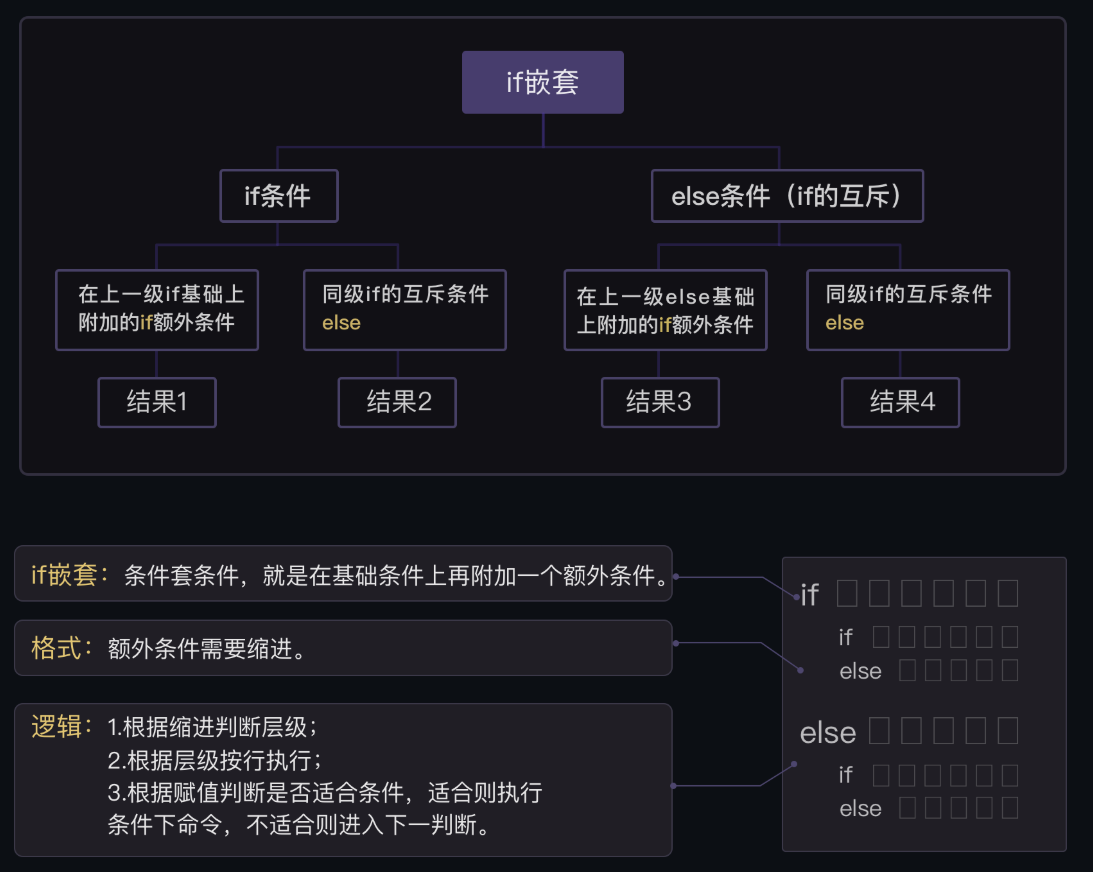 if嵌套
if条件
else条件（if的互斥）
在上一级if基础上
附加的if额外条件
同级if的互斥条件
else
在上一级else基础
上附加的if额外条件
同级if的互斥条件
else
结果1
结果2
结果3
结果4
if嵌套：条件套条件，就是在基础条件上再附加一个额外条件。
格式：额外条件需要缩进。
逻辑：1.根据缩进判断层级；
2.根据层级按行执行；
3.根据赋值判断是否适合条件，适合则执行
条件下命令，不适合则进入下一判断。
if □ □ □ □ □ □
if □ □ □ □ □ □
else □ □ □ □ □
else □ □ □ □ □
if □ □ □ □ □ □
else □ □ □ □ □